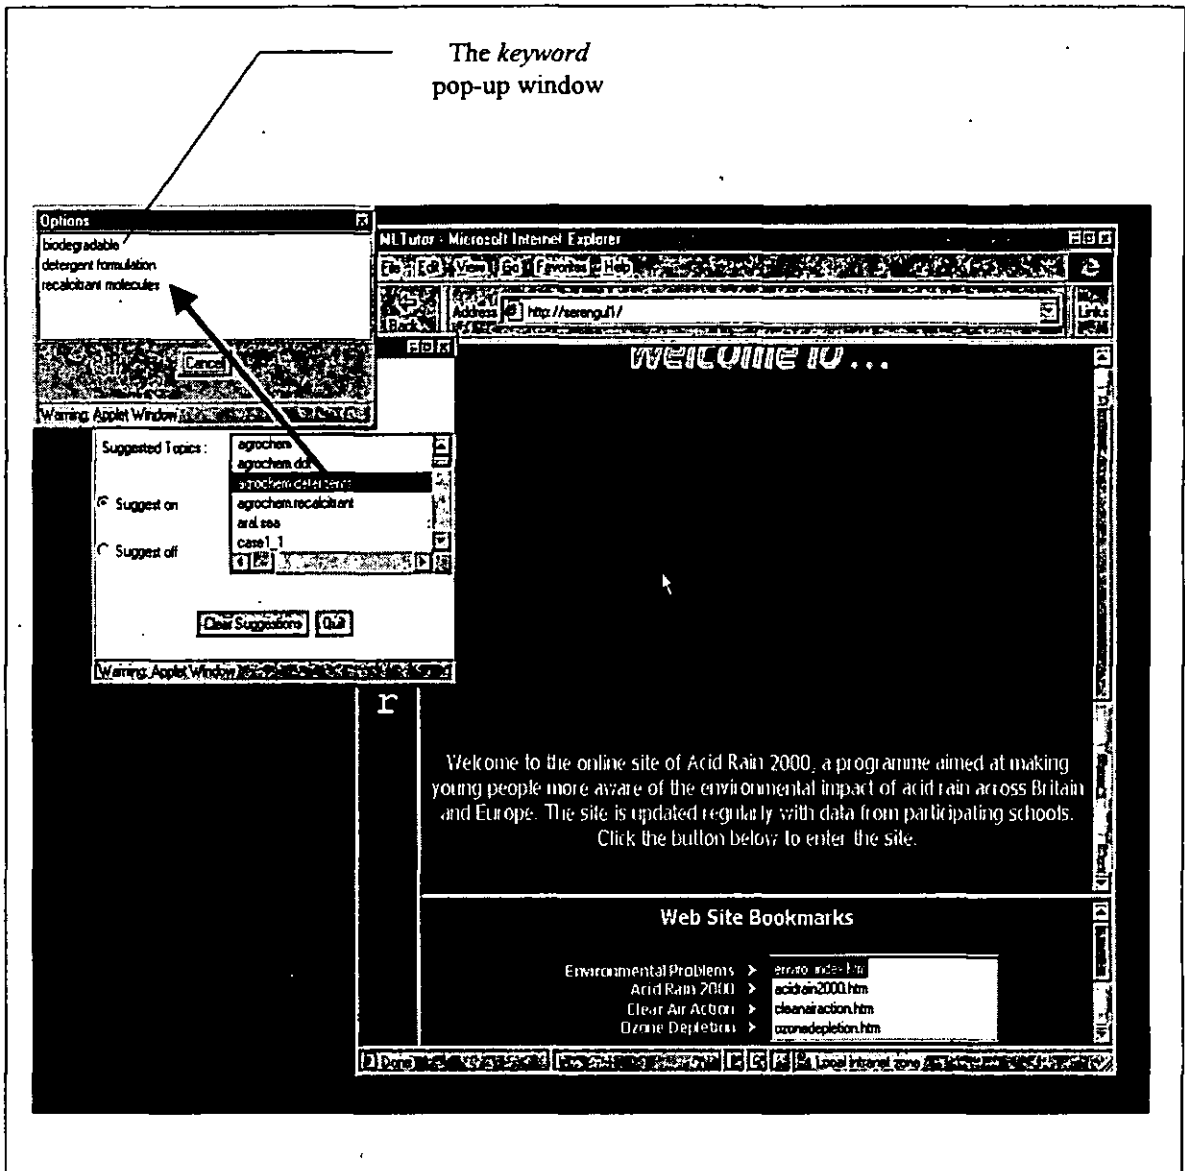 The keyword
pop-up window
Options
biodegradable
detergent formulation
recalcitrant molecules
Cancel
Warning: Applet Window
MLTutor - Microsoft Internet Explorer
File Edit View Go Favorites Help
Back
Address http://serengul1/
Links
Welcome to ...
Suggested Topics :
agrochem
agrochem.ddt
agrochem.detergents
agrochem.recalcitrant
aral.sea
case1_1
Suggest on
Suggest off
Clear Suggestions Quit
Warning: Applet Window
r
Welcome to the online site of Acid Rain 2000, a programme aimed at making
young people more aware of the environmental impact of acid rain across Britain
and Europe. The site is updated regularly with data from participating schools.
Click the button below to enter the site.
Web Site Bookmarks
Environmental Problems > enviro_index.htm
Acid Rain 2000 > acidrain2000.htm
Clear Air Action > cleanairaction.htm
Ozone Depletion > ozonedepletion.htm
Done
Local intranet zone